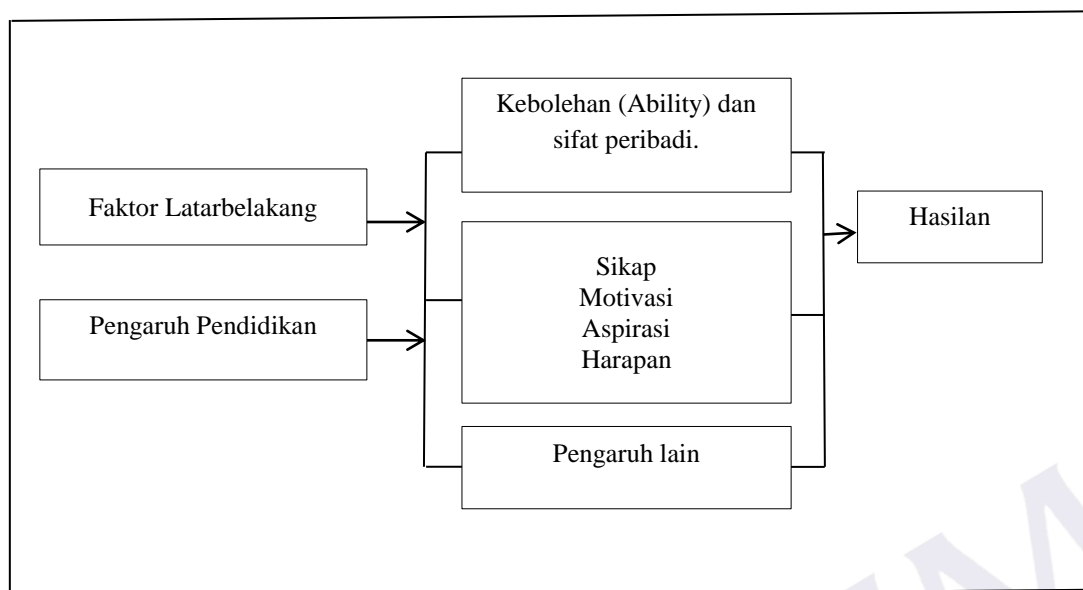 Faktor Latarbelakang
Pengaruh Pendidikan
Kebolehan (Ability) dan
sifat peribadi.
Sikap
Motivasi
Aspirasi
Harapan
Pengaruh lain
Hasilan